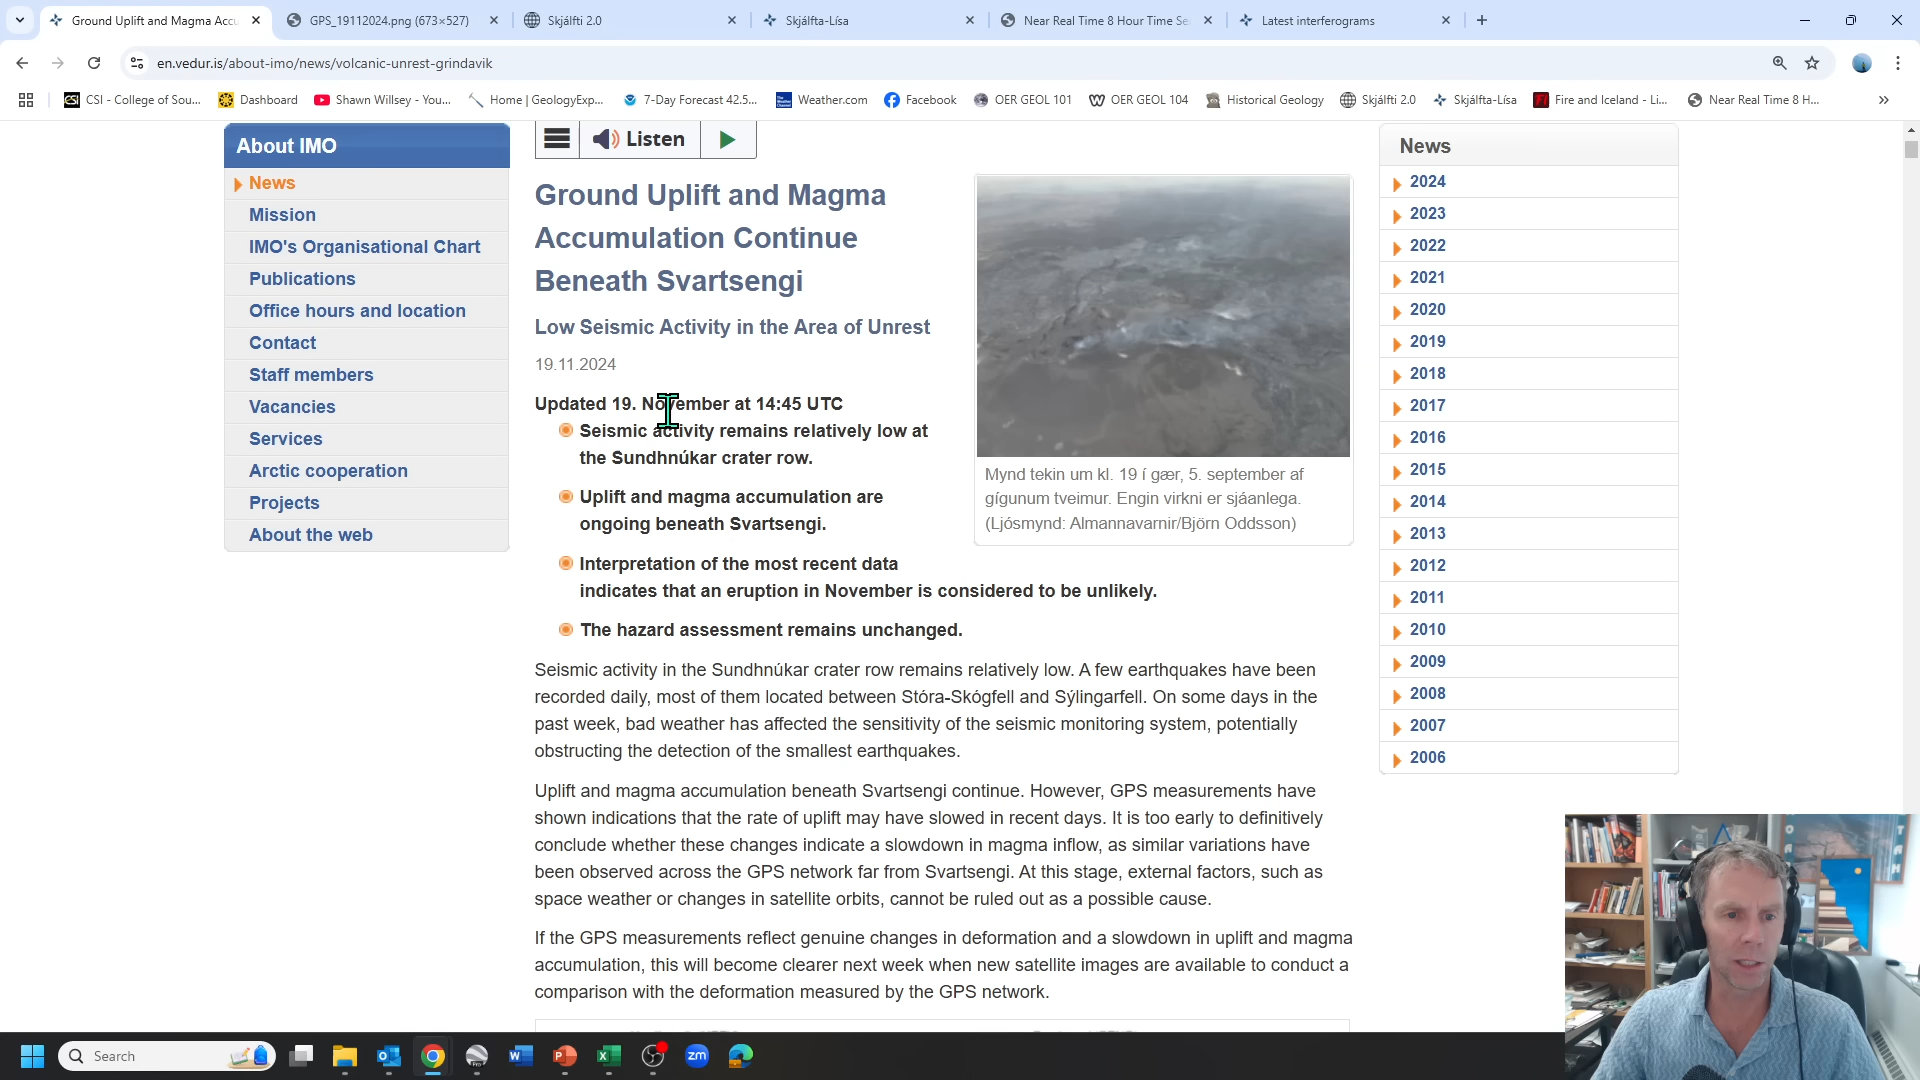 Ground Uplift and Magma Accu
GPS_19112024.png (673×527)
Skjálfti 2.0
Skjálfta-Lísa
Near Real Time 8 Hour Time Se
Latest interferograms
en.vedur.is/about-imo/news/volcanic-unrest-grindavik
CSI - College of Sou...
Dashboard
Shawn Willsey - You...
Home | GeologyExp...
7-Day Forecast 42.5...
Weather.com
Facebook
OER GEOL 101
OER GEOL 104
Historical Geology
Skjálfti 2.0
Skjálfta-Lísa
Fire and Iceland - Li...
Near Real Time 8 H...
About IMO
News
Mission
IMO's Organisational Chart
Publications
Office hours and location
Contact
Staff members
Vacancies
Services
Arctic cooperation
Projects
About the web
Listen
Ground Uplift and Magma
Accumulation Continue
Beneath Svartsengi
Low Seismic Activity in the Area of Unrest
19.11.2024
Updated 19. November at 14:45 UTC
Seismic activity remains relatively low at
the Sundhnúkar crater row.
Uplift and magma accumulation are
ongoing beneath Svartsengi.
Interpretation of the most recent data
indicates that an eruption in November is considered to be unlikely.
The hazard assessment remains unchanged.
Mynd tekin um kl. 19 í gær, 5. september af
gígunum tveimur. Engin virkni er sjáanlega.
(Ljósmynd: Almannavarnir/Björn Oddsson)
Seismic activity in the Sundhnúkar crater row remains relatively low. A few earthquakes have been
recorded daily, most of them located between Stóra-Skógfell and Sýlingarfell. On some days in the
past week, bad weather has affected the sensitivity of the seismic monitoring system, potentially
obstructing the detection of the smallest earthquakes.
Uplift and magma accumulation beneath Svartsengi continue. However, GPS measurements have
shown indications that the rate of uplift may have slowed in recent days. It is too early to definitively
conclude whether these changes indicate a slowdown in magma inflow, as similar variations have
been observed across the GPS network far from Svartsengi. At this stage, external factors, such as
space weather or changes in satellite orbits, cannot be ruled out as a possible cause.
If the GPS measurements reflect genuine changes in deformation and a slowdown in uplift and magma
accumulation, this will become clearer next week when new satellite images are available to conduct a
comparison with the deformation measured by the GPS network.
News
2024
2023
2022
2021
2020
2019
2018
2017
2016
2015
2014
2013
2012
2011
2010
2009
2008
2007
2006
Search
zm